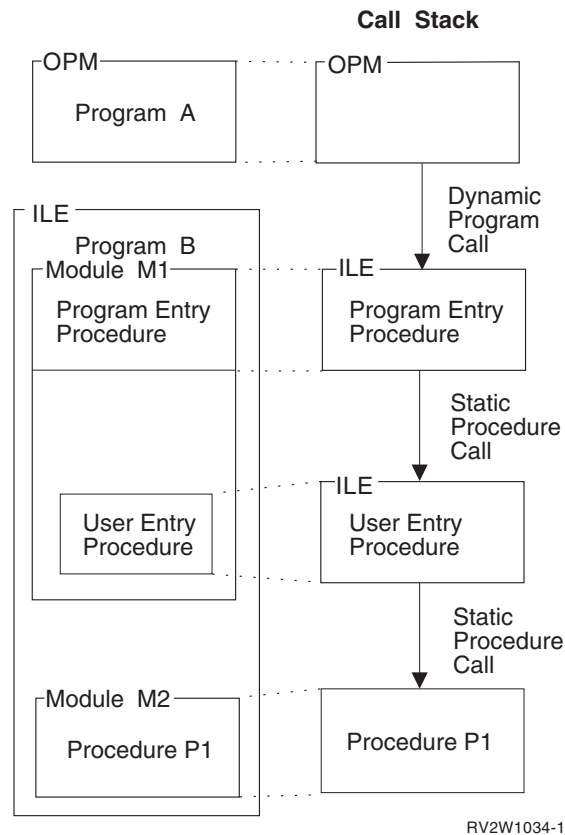 Call Stack
OPM
Program A
OPM
Dynamic
Program
Call
ILE
Program B
Module M1
Program Entry
Procedure
ILE
Program Entry
Procedure
Static
Procedure
Call
User Entry
Procedure
ILE
User Entry
Procedure
Static
Procedure
Call
Module M2
Procedure P1
Procedure P1
RV2W1034-1